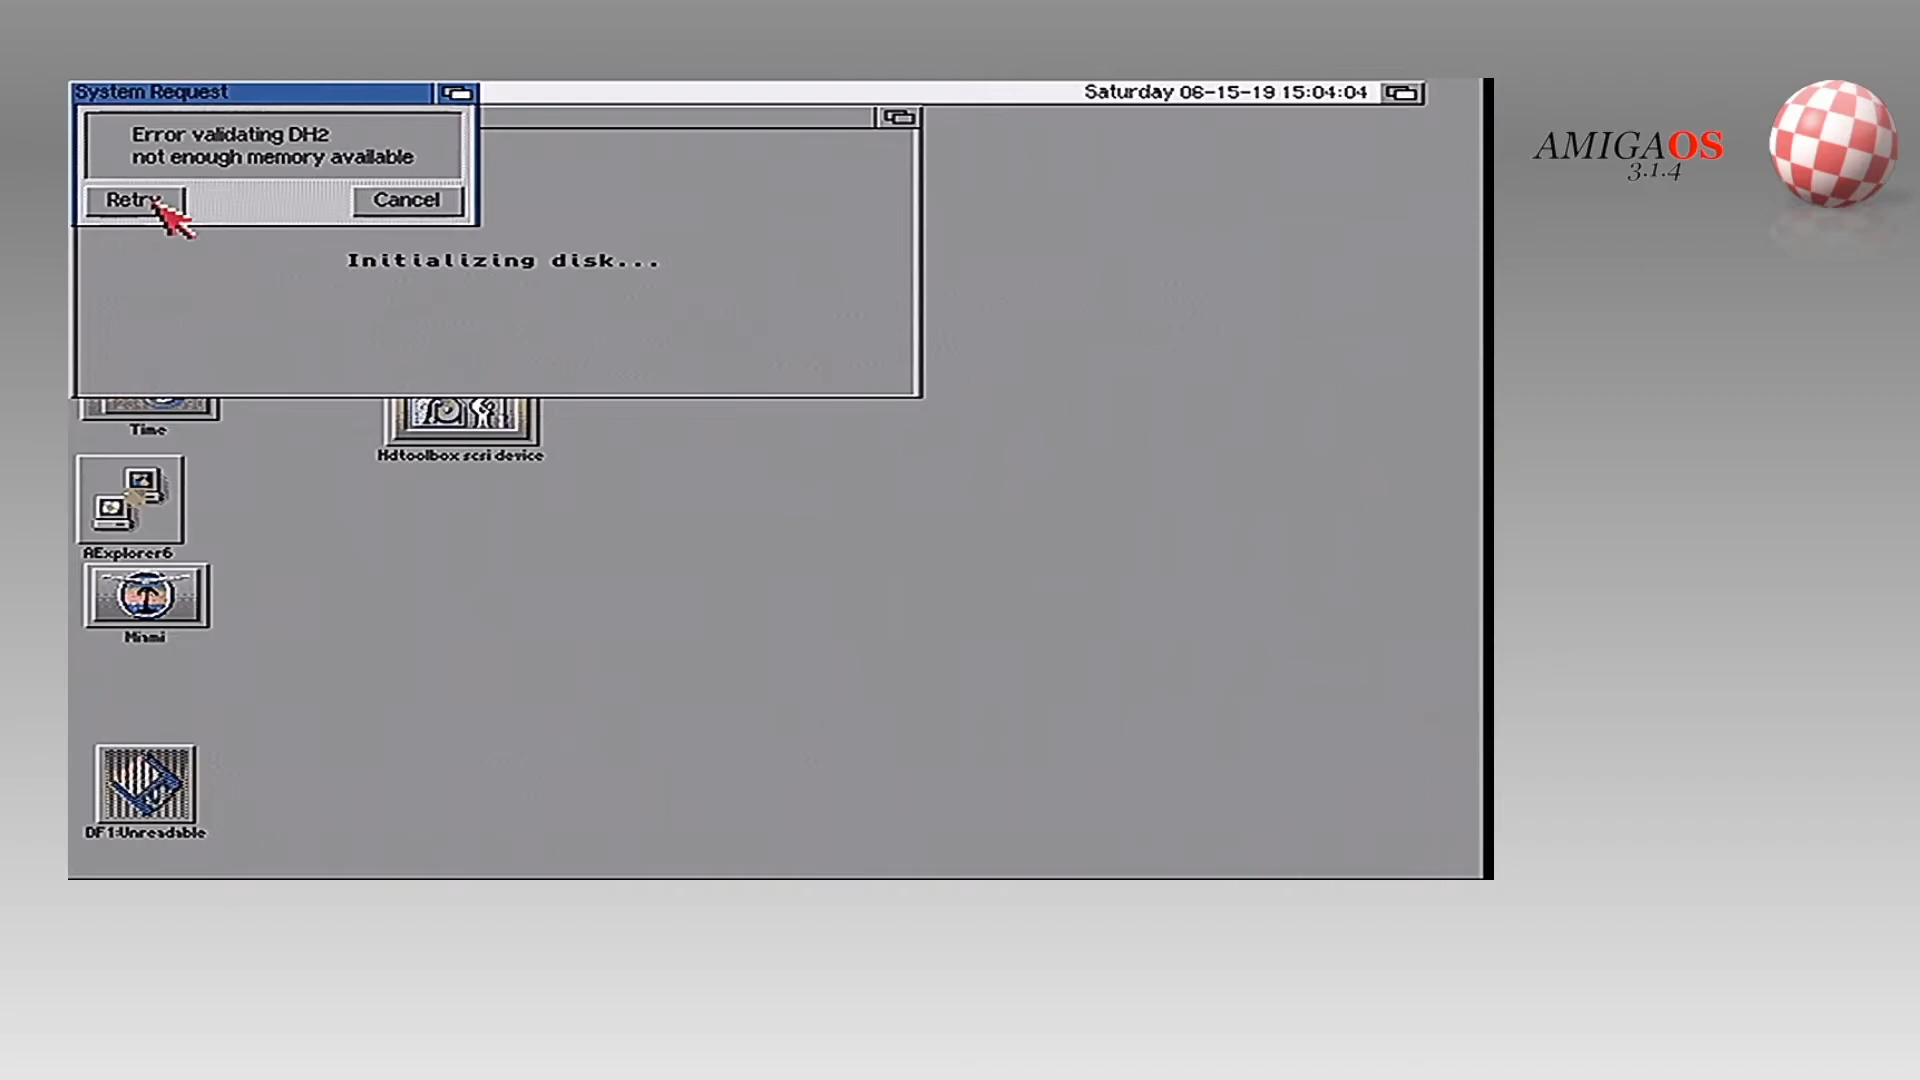 System Request
Saturday 06-15-19 15:04:04
Error validating DH2
not enough memory available
Retry
Cancel
Initializing disk...
Time
Hdtoolbox scsi device
AExplorer6
Miami
DF1:Unreadable
AMIGAOS
3.1.4